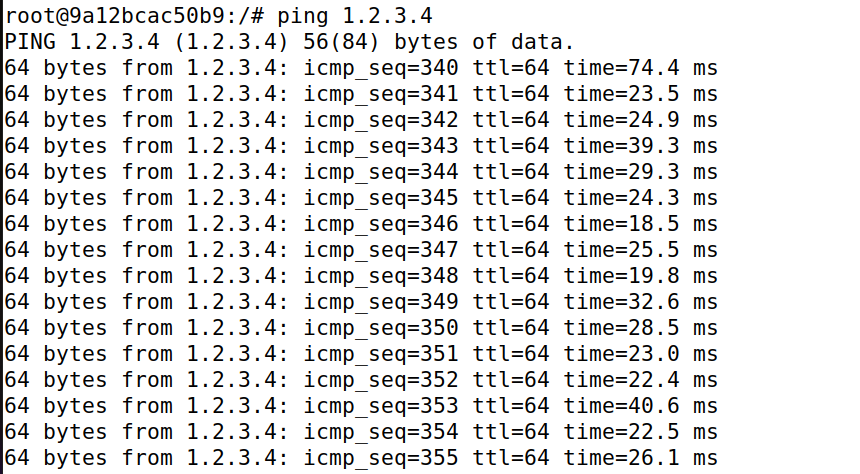 root@9a12bcac50b9:/# ping 1.2.3.4
PING 1.2.3.4 (1.2.3.4) 56(84) bytes of data.
64 bytes from 1.2.3.4: icmp_seq=340 ttl=64 time=74.4 ms
64 bytes from 1.2.3.4: icmp_seq=341 ttl=64 time=23.5 ms
64 bytes from 1.2.3.4: icmp_seq=342 ttl=64 time=24.9 ms
64 bytes from 1.2.3.4: icmp_seq=343 ttl=64 time=39.3 ms
64 bytes from 1.2.3.4: icmp_seq=344 ttl=64 time=29.3 ms
64 bytes from 1.2.3.4: icmp_seq=345 ttl=64 time=24.3 ms
64 bytes from 1.2.3.4: icmp_seq=346 ttl=64 time=18.5 ms
64 bytes from 1.2.3.4: icmp_seq=347 ttl=64 time=25.5 ms
64 bytes from 1.2.3.4: icmp_seq=348 ttl=64 time=19.8 ms
64 bytes from 1.2.3.4: icmp_seq=349 ttl=64 time=32.6 ms
64 bytes from 1.2.3.4: icmp_seq=350 ttl=64 time=28.5 ms
64 bytes from 1.2.3.4: icmp_seq=351 ttl=64 time=23.0 ms
64 bytes from 1.2.3.4: icmp_seq=352 ttl=64 time=22.4 ms
64 bytes from 1.2.3.4: icmp_seq=353 ttl=64 time=40.6 ms
64 bytes from 1.2.3.4: icmp_seq=354 ttl=64 time=22.5 ms
64 bytes from 1.2.3.4: icmp_seq=355 ttl=64 time=26.1 ms